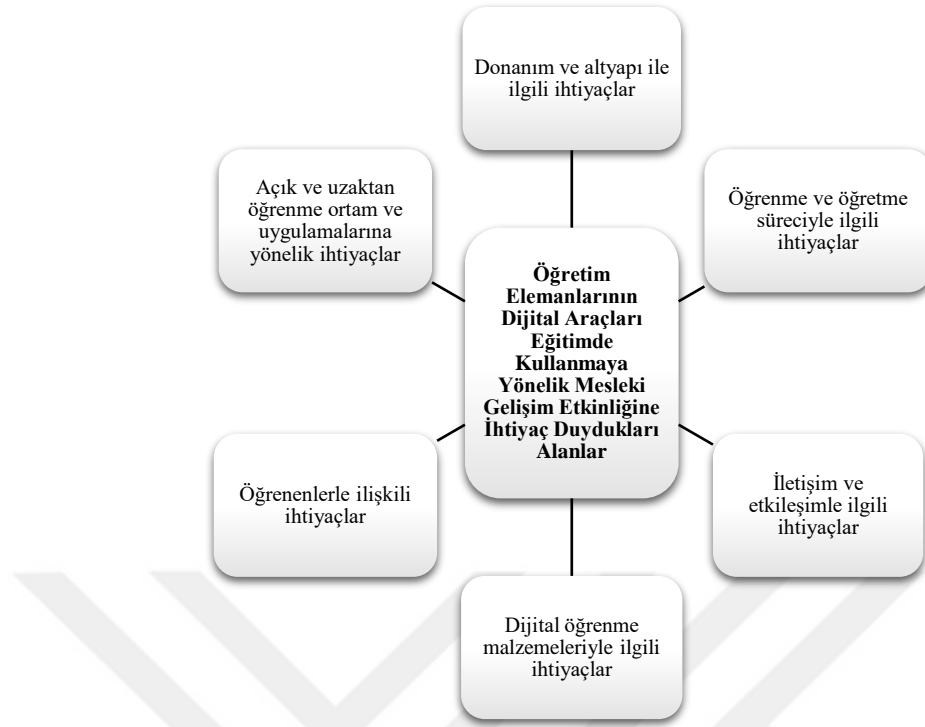 Donanım ve altyapı ile
ilgili ihtiyaçlar
Açık ve uzaktan
öğrenme ortam ve
uygulamalarına
yönelik ihtiyaçlar
Öğrenme ve öğretme
süreciyle ilgili
ihtiyaçlar
Öğretim
Elemanlarının
Dijital Araçları
Eğitimde
Kullanmaya
Yönelik Mesleki
Gelişim Etkinliğine
İhtiyaç Duydukları
Alanlar
Öğrenenlerle ilişkili
ihtiyaçlar
İletişim ve
etkileşimle ilgili
ihtiyaçlar
Dijital öğrenme
malzemeleriyle ilgili
ihtiyaçlar